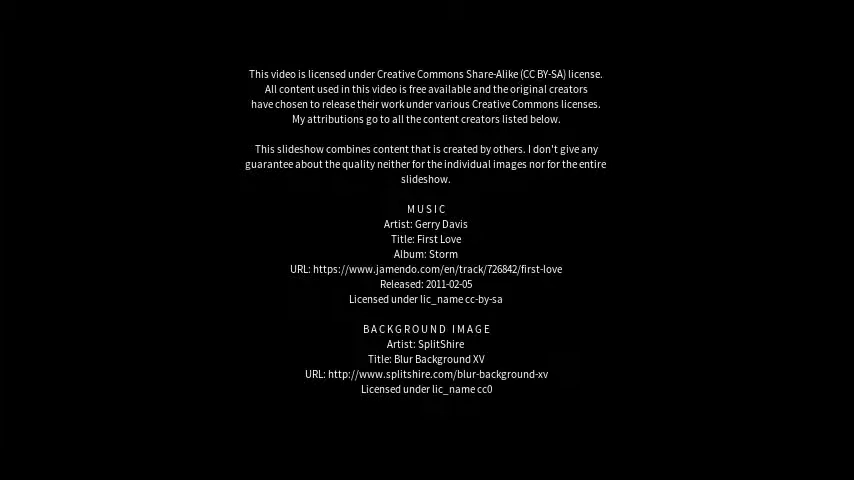 This video is licensed under Creative Commons Share-Alike (CC BY-SA) license.
All content used in this video is free available and the original creators
have chosen to release their work under various Creative Commons licenses.
My attributions go to all the content creators listed below.
This slideshow combines content that is created by others. I don't give any
guarantee about the quality neither for the individual images nor for the entire
slideshow.
MUSIC
Artist: Gerry Davis
Title: First Love
Album: Storm
URL: https://www.jamendo.com/en/track/726842/first-love
Released: 2011-02-05
Licensed under lic_name cc-by-sa
BACKGROUND IMAGE
Artist: SplitShire
Title: Blur Background XV
URL: http://www.splitshire.com/blur-background-xv
Licensed under lic_name cc0